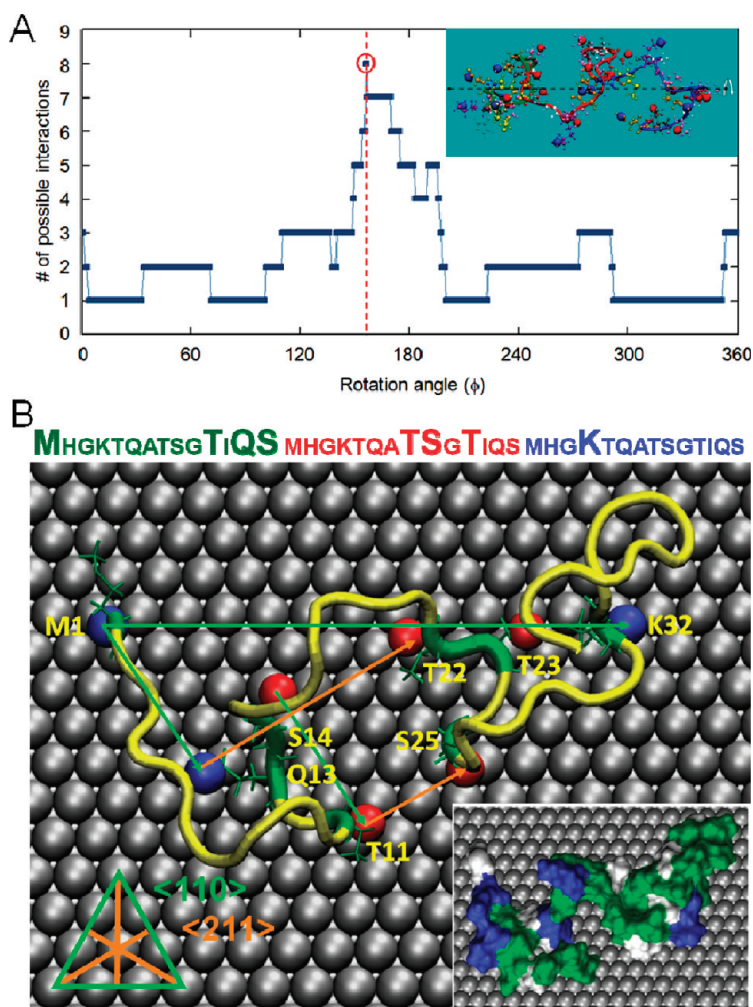 A
# of possible interactions
9
8
7
6
5
4
3
2
1
0
0 60 120 180 240 300 360
Rotation angle (ϕ)
B
MHGKTQATSGTIQS MHGKTQATSGTIQS MHGKTQATSGTIQS
M1
K32
T22
T23
S14
S25
Q13
T11
<110>
<211>